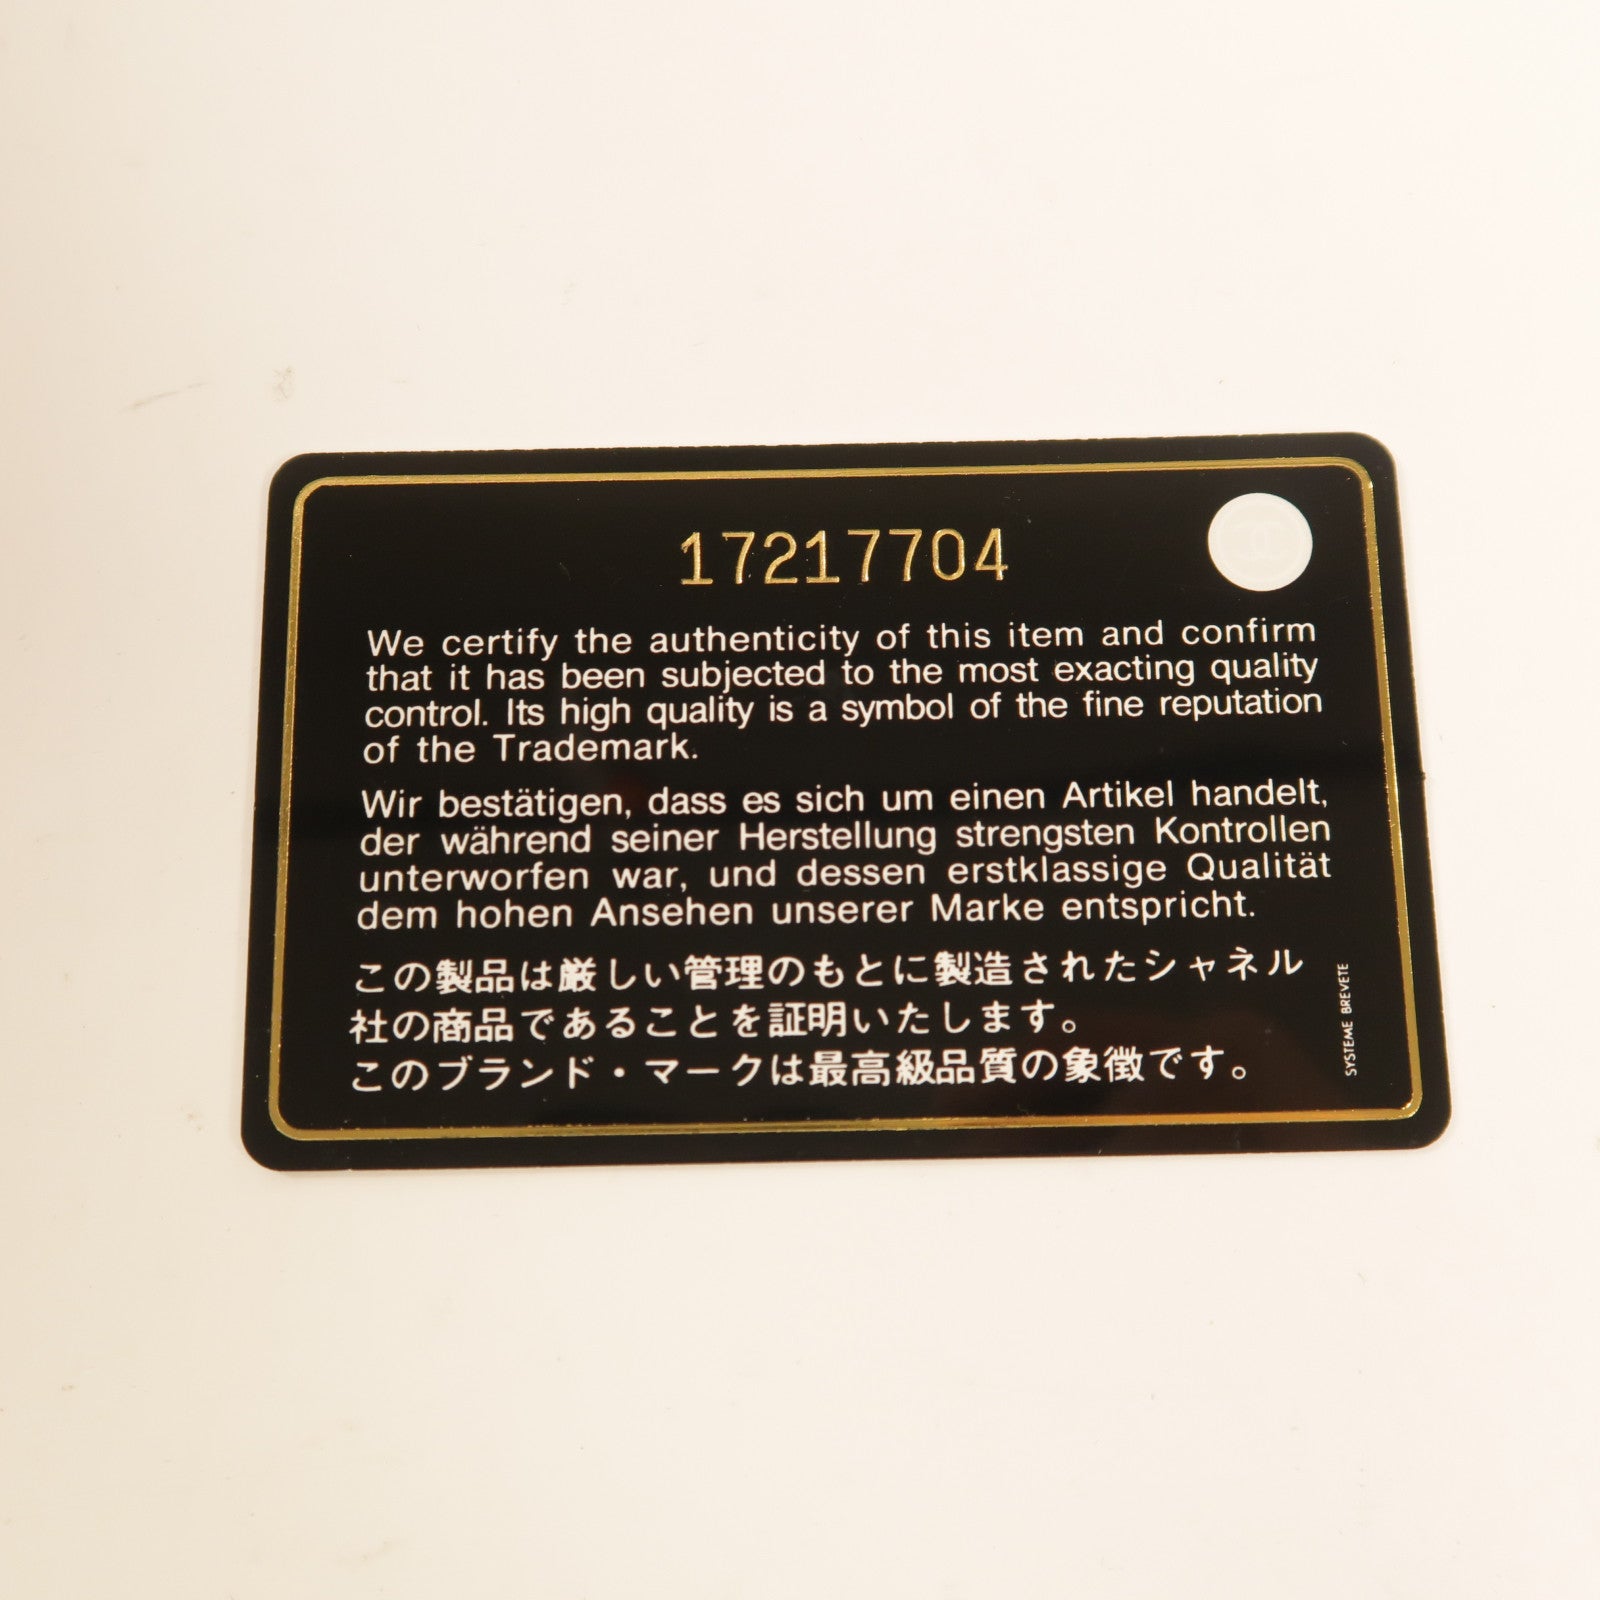 17217704
We certify the authenticity of this item and confirm
that it has been subjected to the most exacting quality
control. Its high quality is a symbol of the fine reputation
of the Trademark.
Wir bestätigen, dass es sich um einen Artikel handelt,
der während seiner Herstellung strengsten Kontrollen
unterworfen war, und dessen erstklassige Qualität
dem hohen Ansehen unserer Marke entspricht.
この製品は厳しい管理のもとに製造されたシャネル
社の商品であることを証明いたします。
このブランド・マークは最高級品質の象徴です。
SYSTEME BREVETE